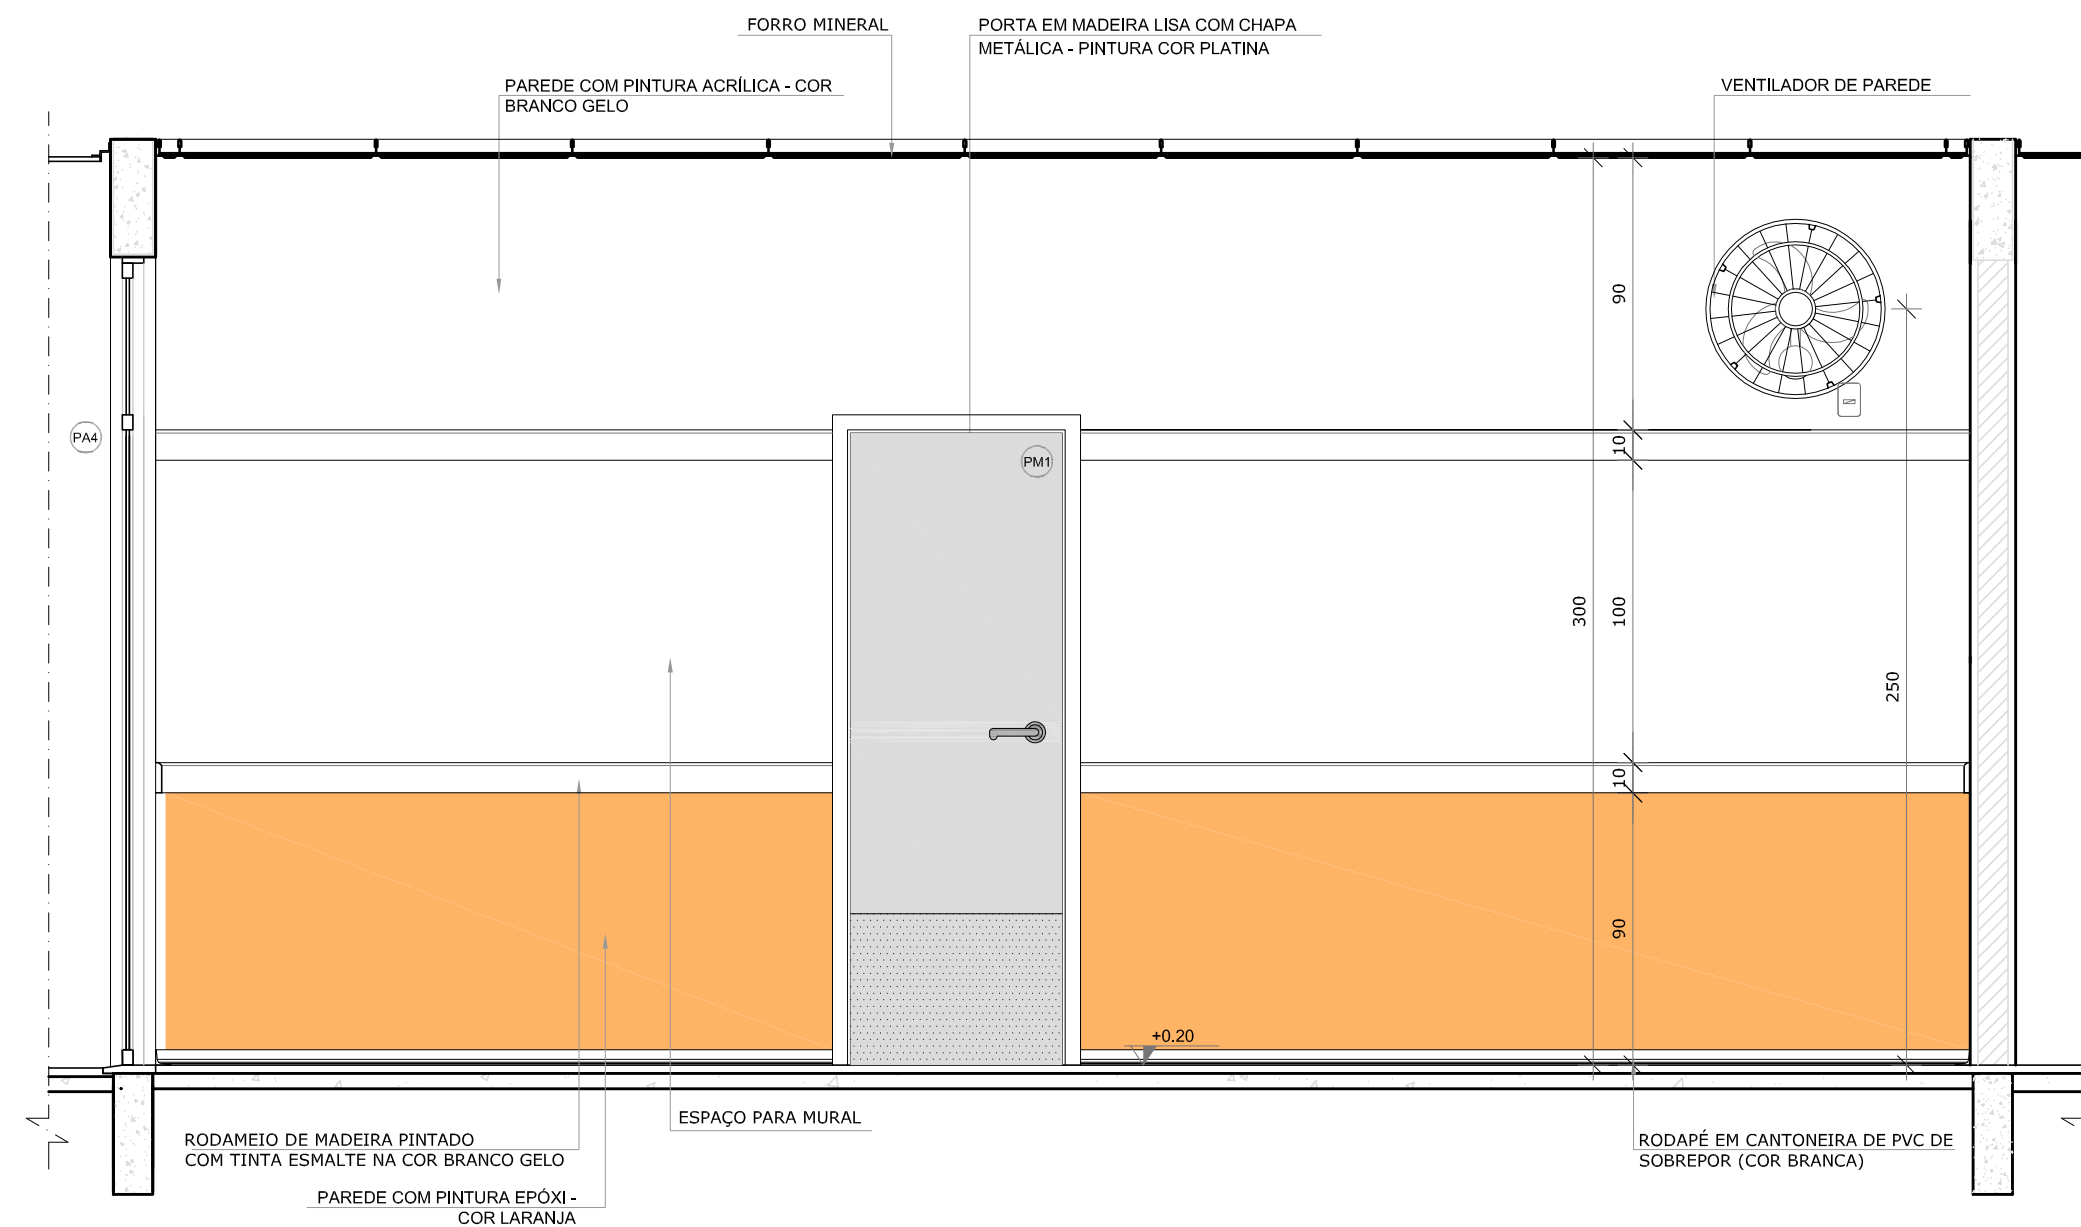 FORRO MINERAL
PORTA EM MADEIRA LISA COM CHAPA
METÁLICA - PINTURA COR PLATINA
PAREDE COM PINTURA ACRÍLICA - COR
BRANCO GELO
VENTILADOR DE PAREDE
90
PA4
10
PM1
300
100
250
10
90
+0.20
ESPAÇO PARA MURAL
RODAMEIO DE MADEIRA PINTADO
COM TINTA ESMALTE NA COR BRANCO GELO
RODAPÉ EM CANTONEIRA DE PVC DE
SOBREPOR (COR BRANCA)
PAREDE COM PINTURA EPÓXI -
COR LARANJA